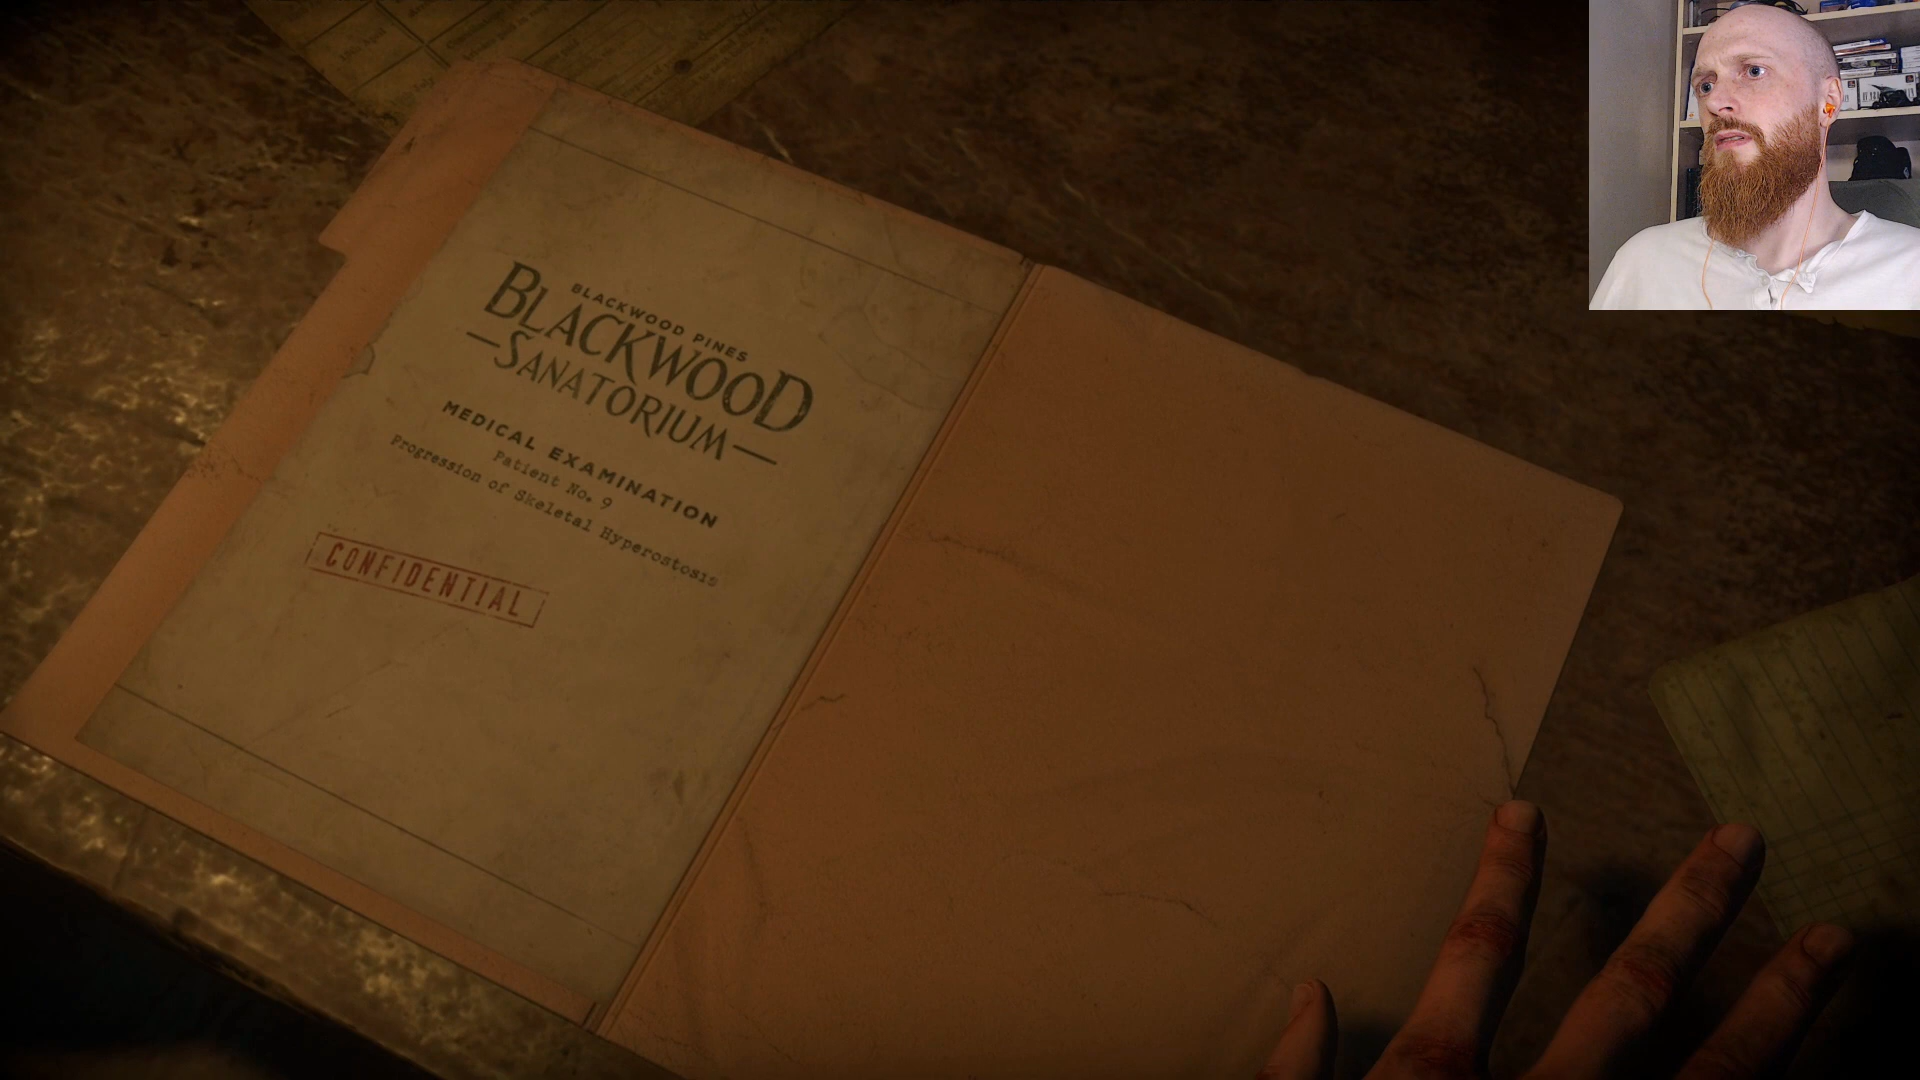 BLACKWOOD PINES
BLACKWOOD
SANATORIUM
MEDICAL EXAMINATION
Patient No. 9
Progression of Skeletal Hyperostosis
CONFIDENTIAL